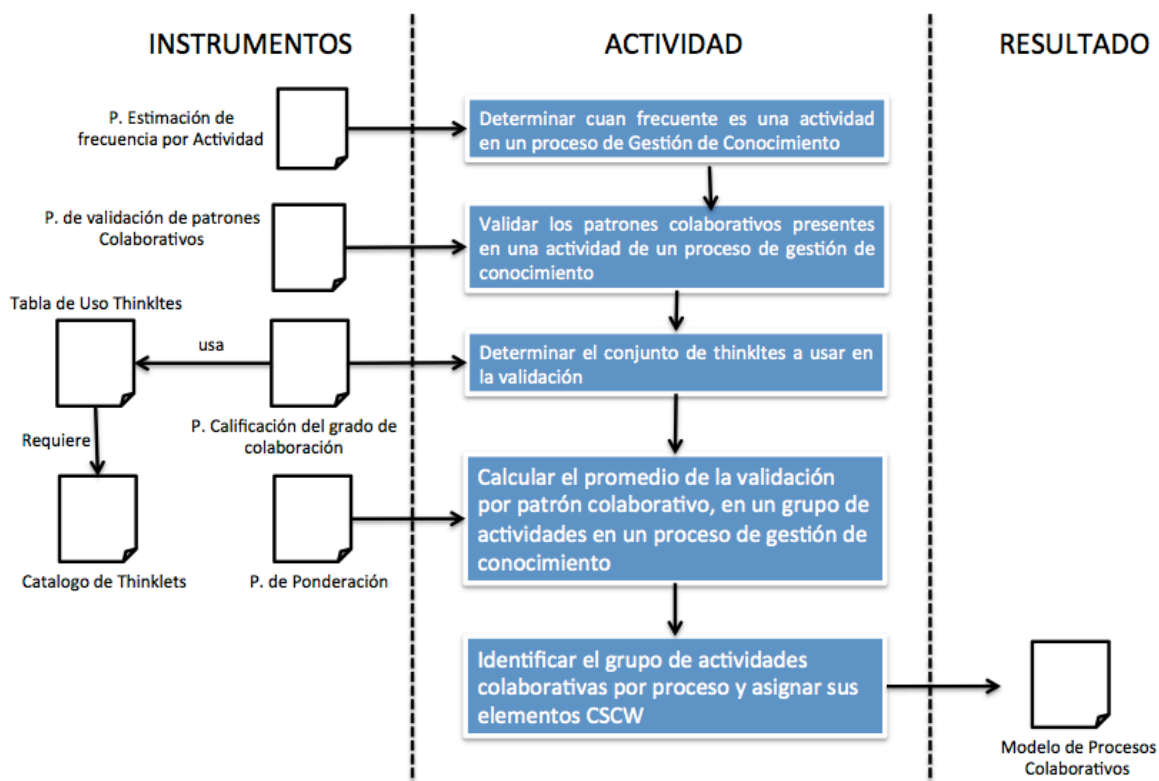 INSTRUMENTOS
ACTIVIDAD
RESULTADO
P. Estimación de
frecuencia por Actividad
Determinar cuan frecuente es una actividad
en un proceso de Gestión de Conocimiento
P. de validación de patrones
Colaborativos
Validar los patrones colaborativos presentes
en una actividad de un proceso de gestión de
conocimiento
Tabla de Uso Thinkltes
usa
Determinar el conjunto de thinkltes a usar en
la validación
Requiere
P. Calificación del grado de
colaboración
Calcular el promedio de la validación
por patrón colaborativo, en un grupo de
actividades en un proceso de gestión de
conocimiento
Catalogo de Thinklets
P. de Ponderación
Identificar el grupo de actividades
colaborativas por proceso y asignar sus
elementos CSCW
Modelo de Procesos
Colaborativos